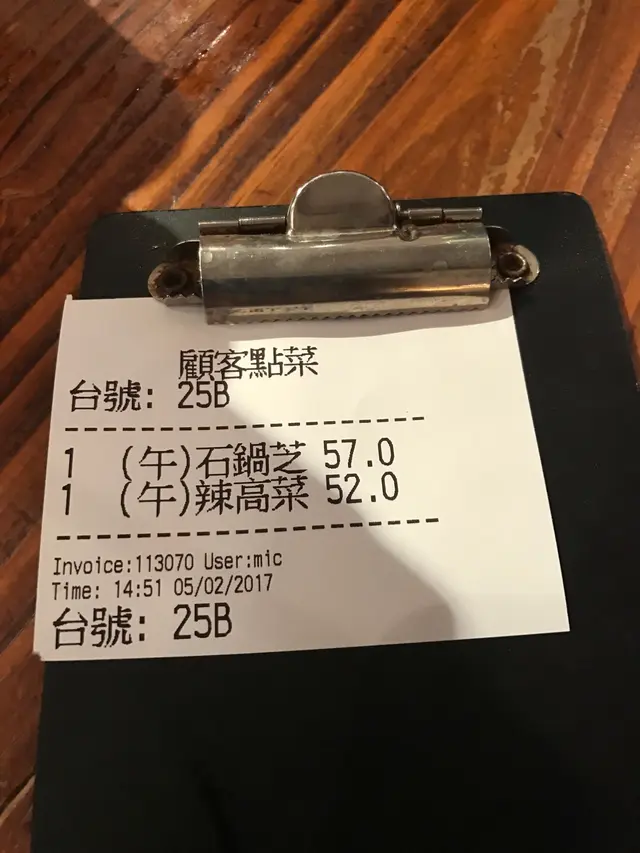 顧客點菜
台號: 25B
1 (午)石鍋芝 57.0
1 (午)辣高菜 52.0
Invoice:113070 User:mic
Time: 14:51 05/02/2017
台號: 25B